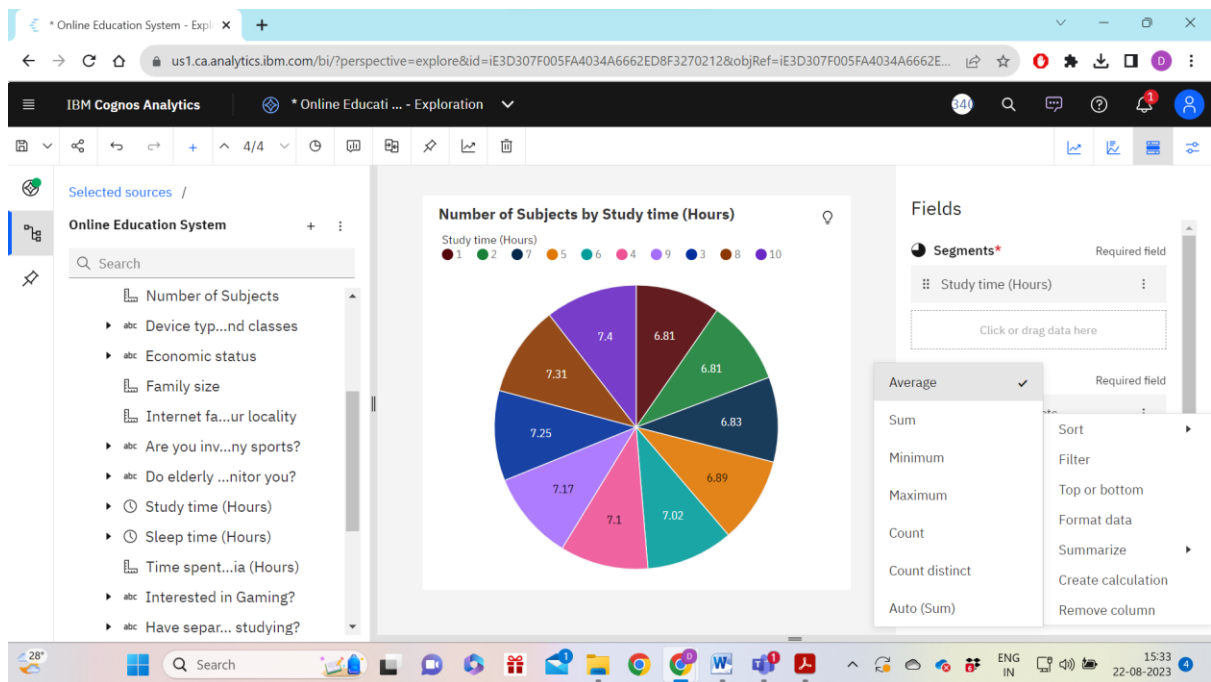 * Online Education System - Expl
us1.ca.analytics.ibm.com/bi/?perspective=explore&id=iE3D307F005FA4034A6662ED8F3270212&objRef=iE3D307F005FA4034A6662E...
D
IBM Cognos Analytics
* Online Educati ... - Exploration
340
1
4/4
Selected sources /
Online Education System
Search
Number of Subjects
abc Device typ...nd classes
abc Economic status
Family size
Internet fa...ur locality
abc Are you inv...ny sports?
abc Do elderly ...nitor you?
Study time (Hours)
Sleep time (Hours)
Time spent...ia (Hours)
abc Interested in Gaming?
abc Have separ... studying?
Number of Subjects by Study time (Hours)
Study time (Hours)
1 2 7 5 6 4 9 3 8 10
7.4 6.81
7.31 6.81
7.25 6.83
7.17 6.89
7.1 7.02
Fields
Segments* Required field
Study time (Hours)
Click or drag data here
Required field
Average
Sum
Minimum
Maximum
Count
Count distinct
Auto (Sum)
Sort
Filter
Top or bottom
Format data
Summarize
Create calculation
Remove column
28°
Search
ENG
IN
15:33
22-08-2023
4